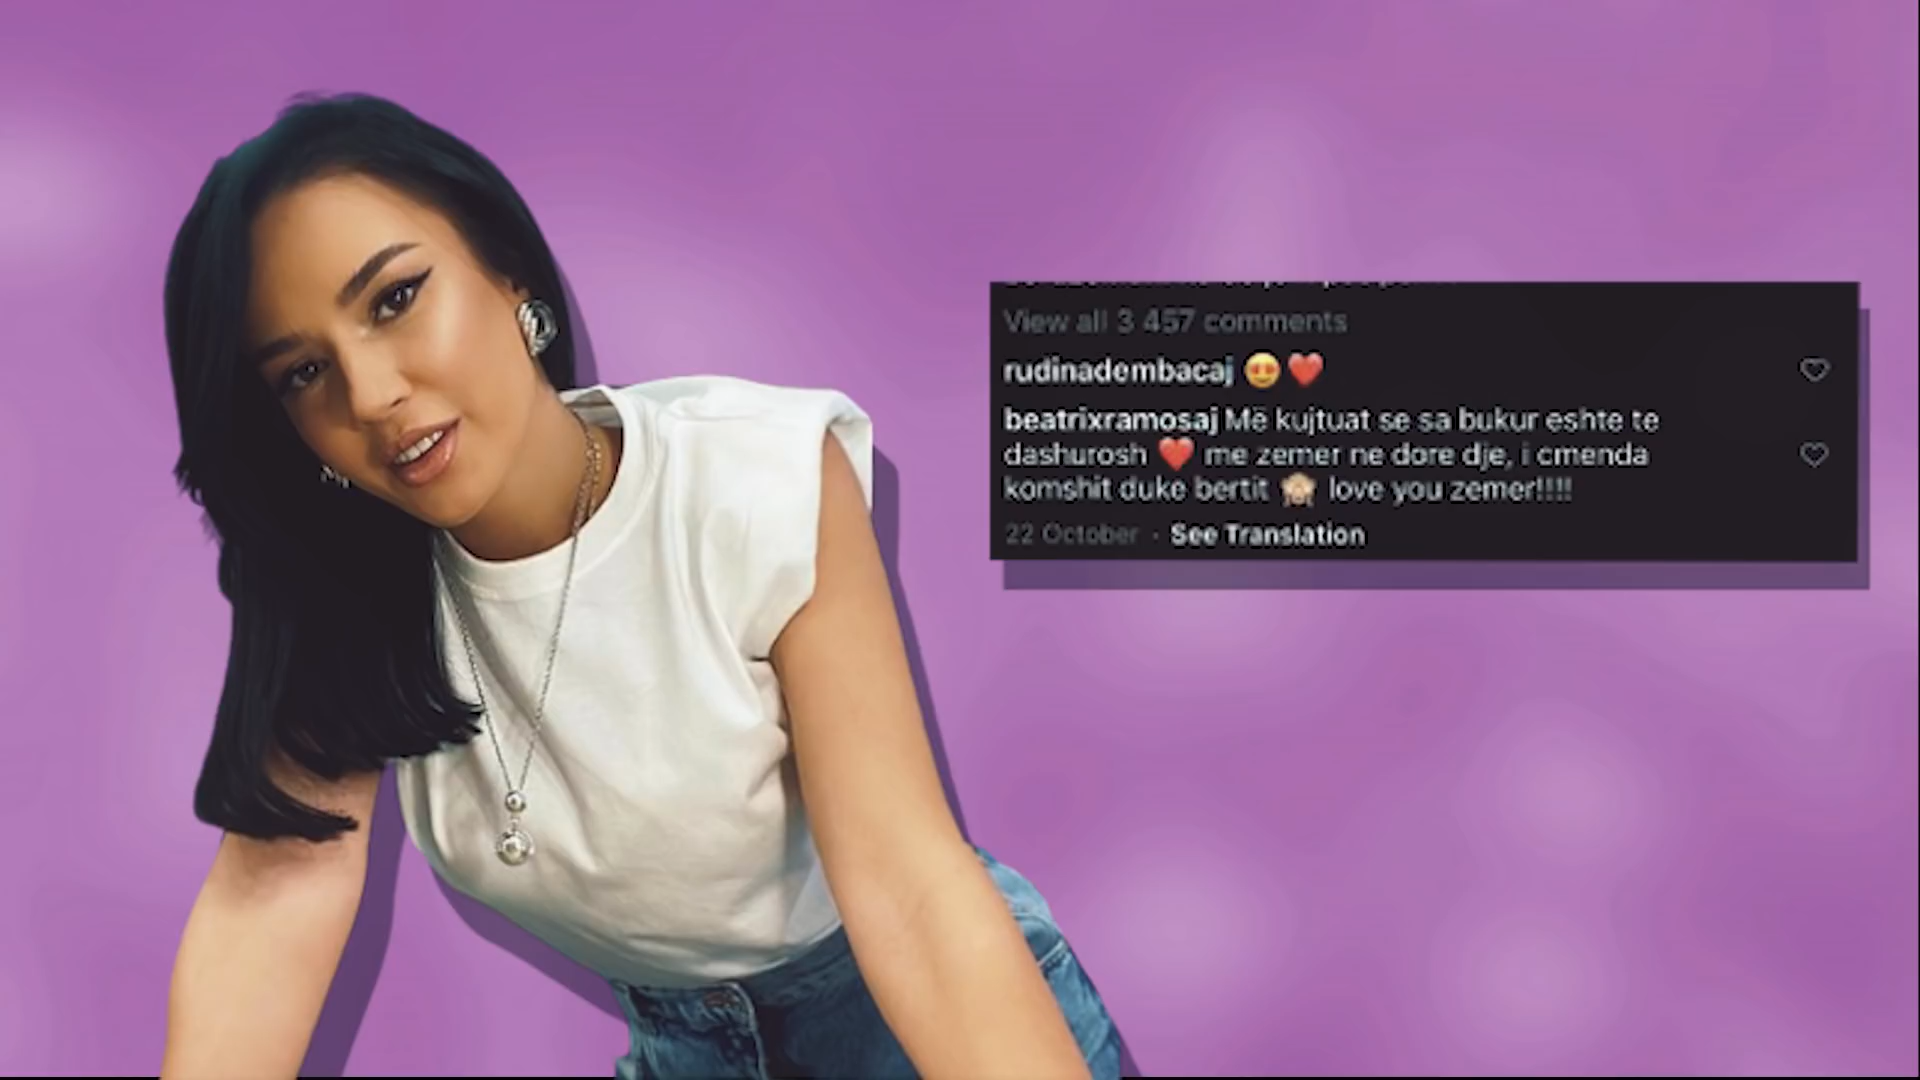 View all 3 457 comments
rudinadembacaj 😍❤️
beatrixramosaj Më kujtuat se sa bukur eshte te
dashurosh ❤️ me zemer ne dore dje, i cmenda
komshit duke bertit 🙈 love you zemer!!!!
22 October · See Translation